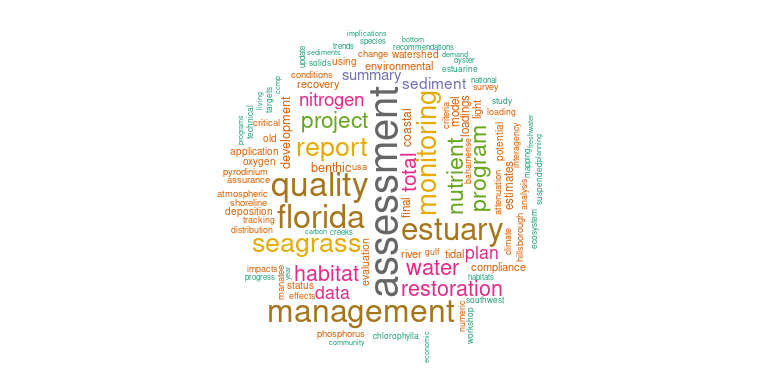 implications
species
bottom
trends
recommendations
sediments
update
solids
using
change
watershed
demand
oyster
environmental
estuarine
conditions
recovery
summary
sediment
national
survey
comp
targets
living
nitrogen
assessment
monitoring
criteria
model
loadings
light
study
loading
programs
technical
critical
old
development
project
coastal
report
total
nutrient
bahamense
program
potential
interagency
freshwater
application
oxygen
benthic
usa
pyrodinium
assurance
quality
attenuation
estimates
analysis
mapping
suspended
planning
atmospheric
shoreline
deposition
tracking
distribution
florida
final
estuary
carbon
creeks
seagrass
evaluation
river
gulf
tidal
plan
climate
hillsborough
ecosystem
impacts
progress
manatee
year
habitat
water
compliance
habitats
status
effects
data
restoration
southwest
management
numeric
workshop
phosphorus
community
chlorophylla
economic